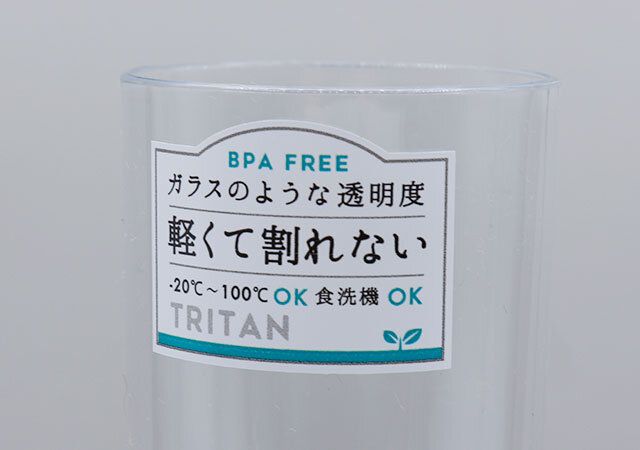 BPA FREE
ガラスのような透明度
軽くて割れない
-20℃～100℃ OK 食洗機 OK
TRITAN